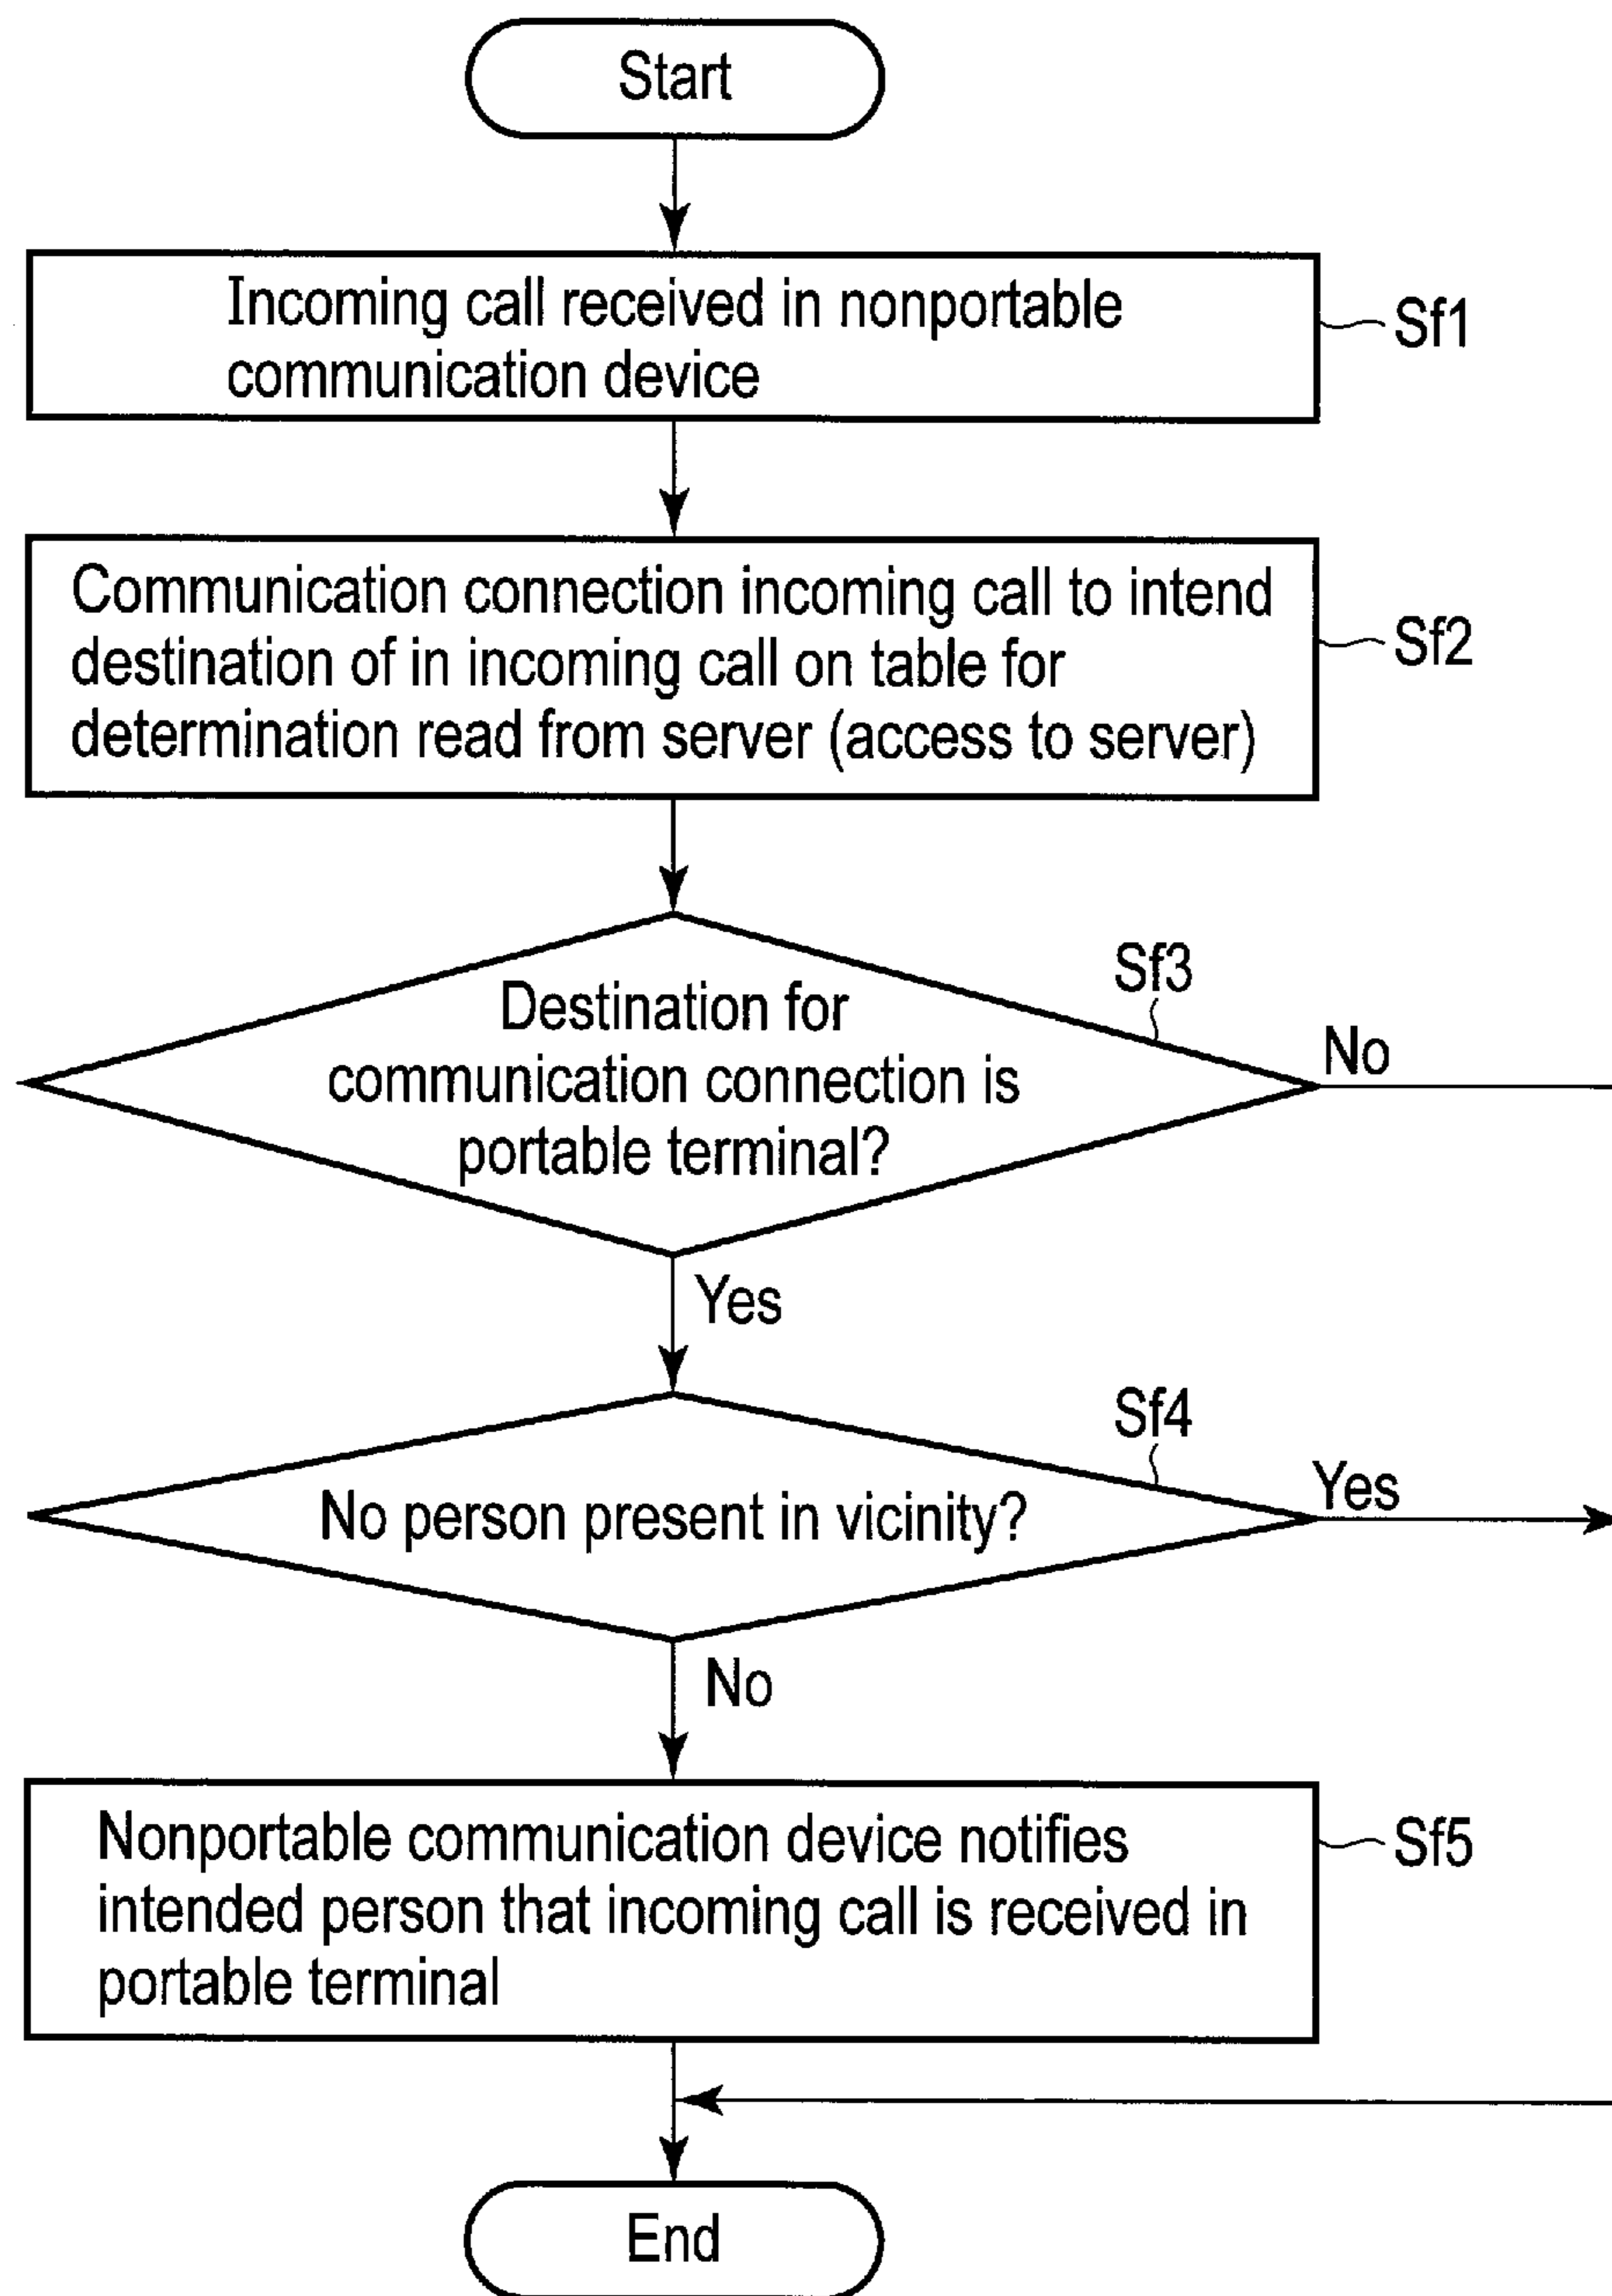 Start
Incoming call received in nonportable
communication device
Sf1
Communication connection incoming call to intend
destination of in incoming call on table for
determination read from server (access to server)
Sf2
Sf3
Destination for
communication connection is
portable terminal?
No
Yes
Sf4
No person present in vicinity?
Yes
No
Nonportable communication device notifies
intended person that incoming call is received in
portable terminal
Sf5
End